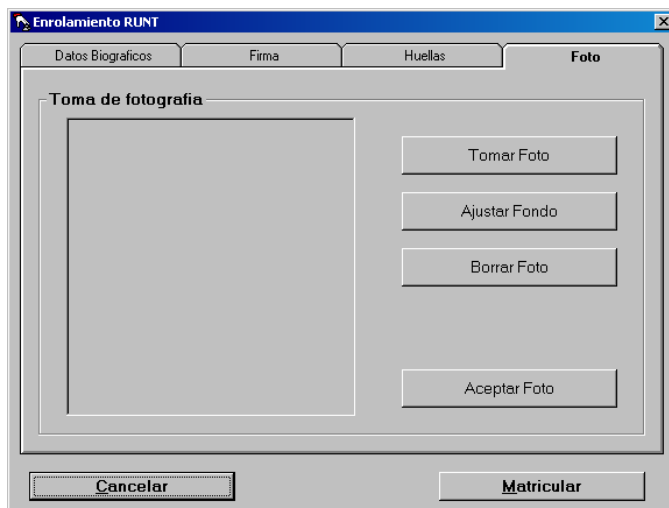 Enrolamiento RUNT
Datos Biograficos Firma Huellas Foto
Toma de fotografia
Tomar Foto
Ajustar Fondo
Borrar Foto
Aceptar Foto
Cancelar Matricular